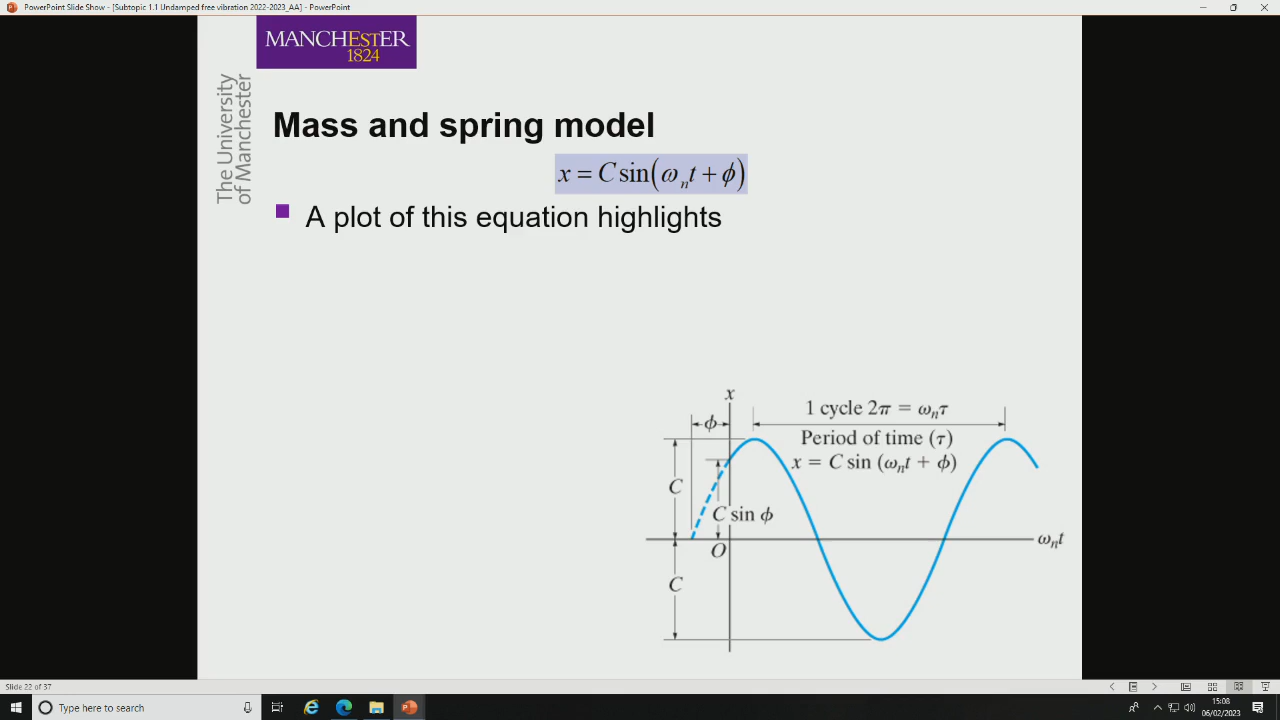 PowerPoint Slide Show - [Subtopic 1.1 Undamped free vibration 2022-2023_AA] - PowerPoint
MANCHESTER
1824
The University
of Manchester
Mass and spring model
x = C sin(ωₙt + ϕ)
A plot of this equation highlights
x
1 cycle 2π = ωₙτ
ϕ
Period of time (τ)
x = C sin (ωₙt + ϕ)
C
C sin ϕ
O
ωₙt
C
Slide 22 of 37
Type here to search
15:08
06/02/2023